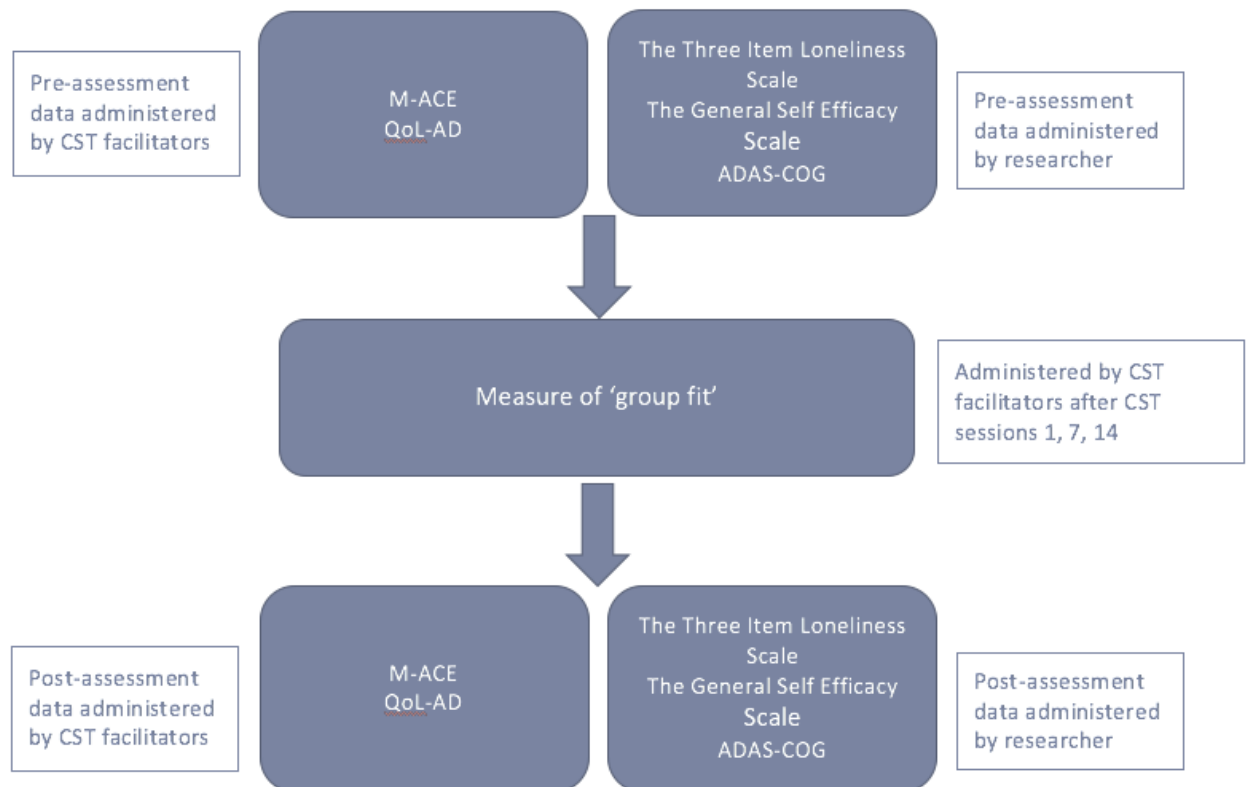 Pre-assessment
data administered
by CST facilitators
M-ACE
QoL-AD
The Three Item Loneliness
Scale
The General Self Efficacy
Scale
ADAS-COG
Pre-assessment
data administered
by researcher
Measure of ‘group fit’
Administered by CST
facilitators after CST
sessions 1, 7, 14
Post-assessment
data administered
by CST facilitators
M-ACE
QoL-AD
The Three Item Loneliness
Scale
The General Self Efficacy
Scale
ADAS-COG
Post-assessment
data administered
by researcher